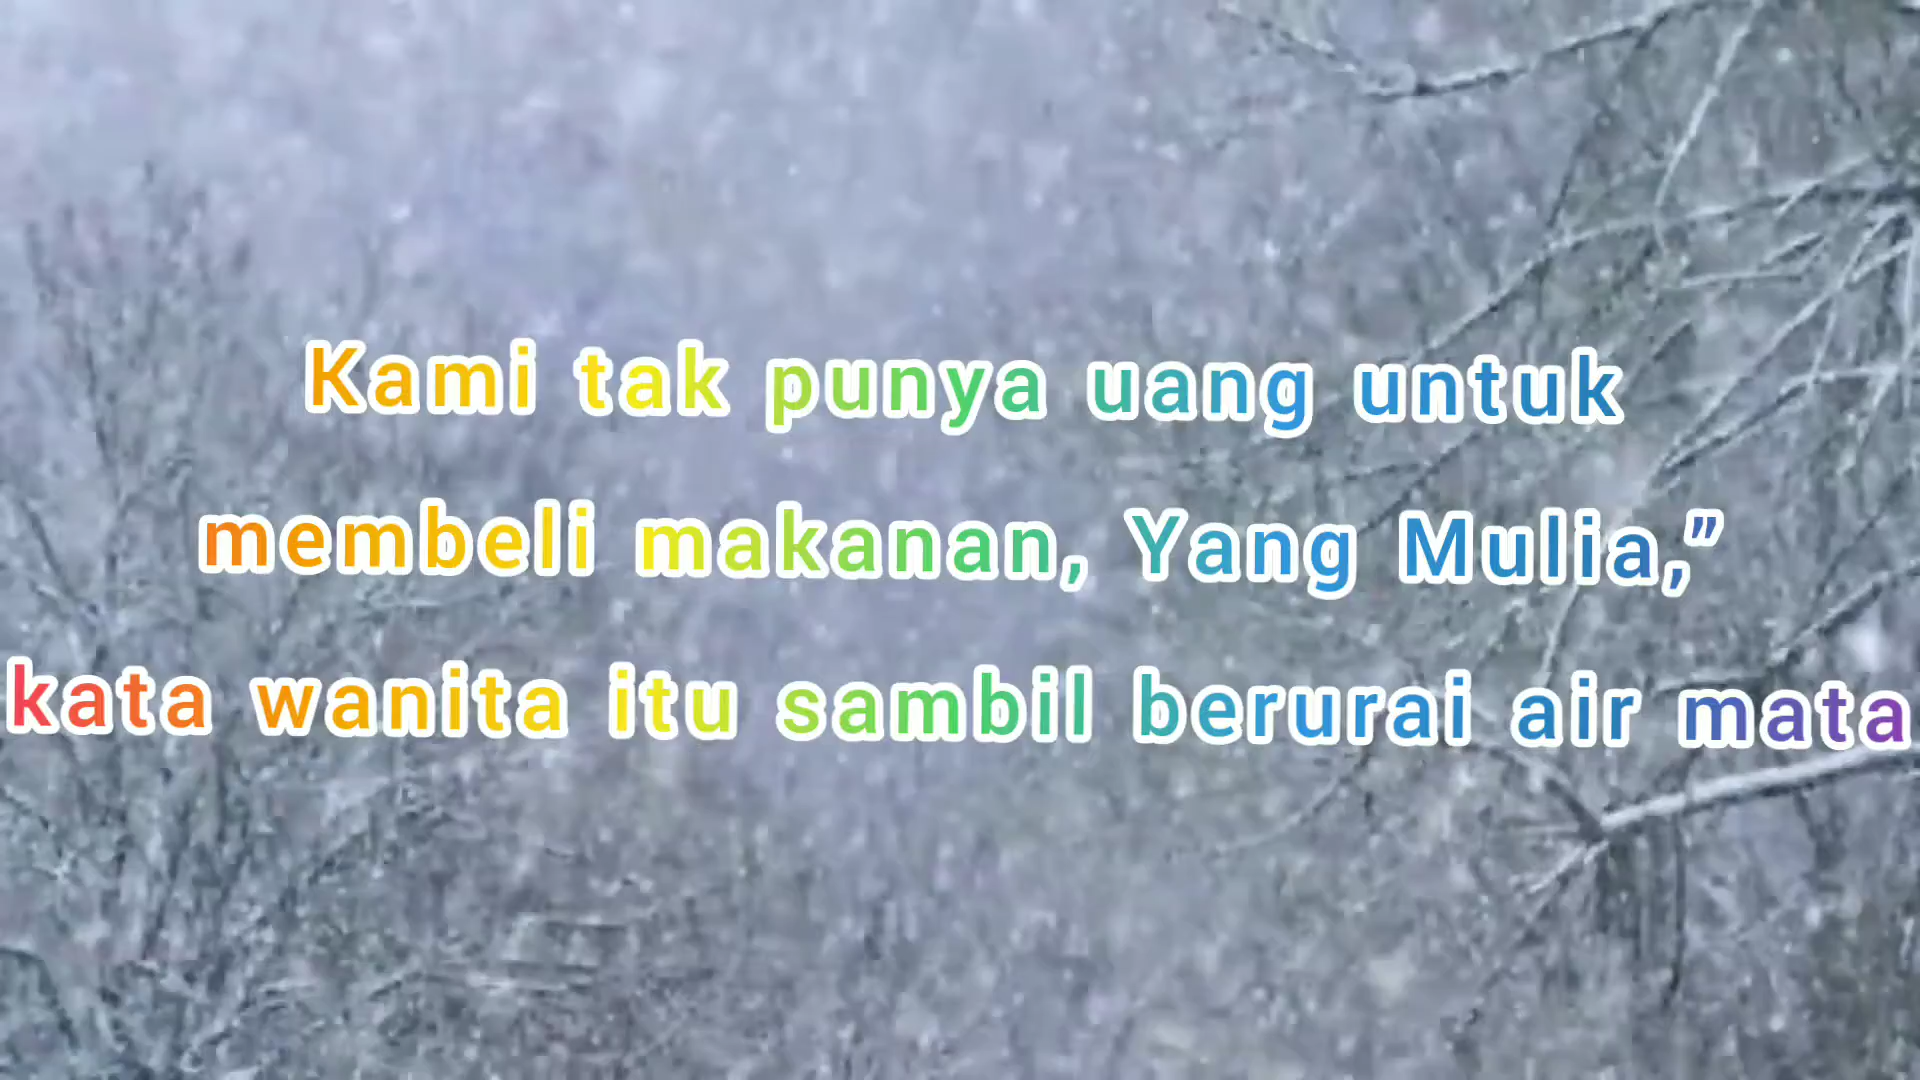 Kami tak punya uang untuk
membeli makanan, Yang Mulia,”
kata wanita itu sambil berurai air mata